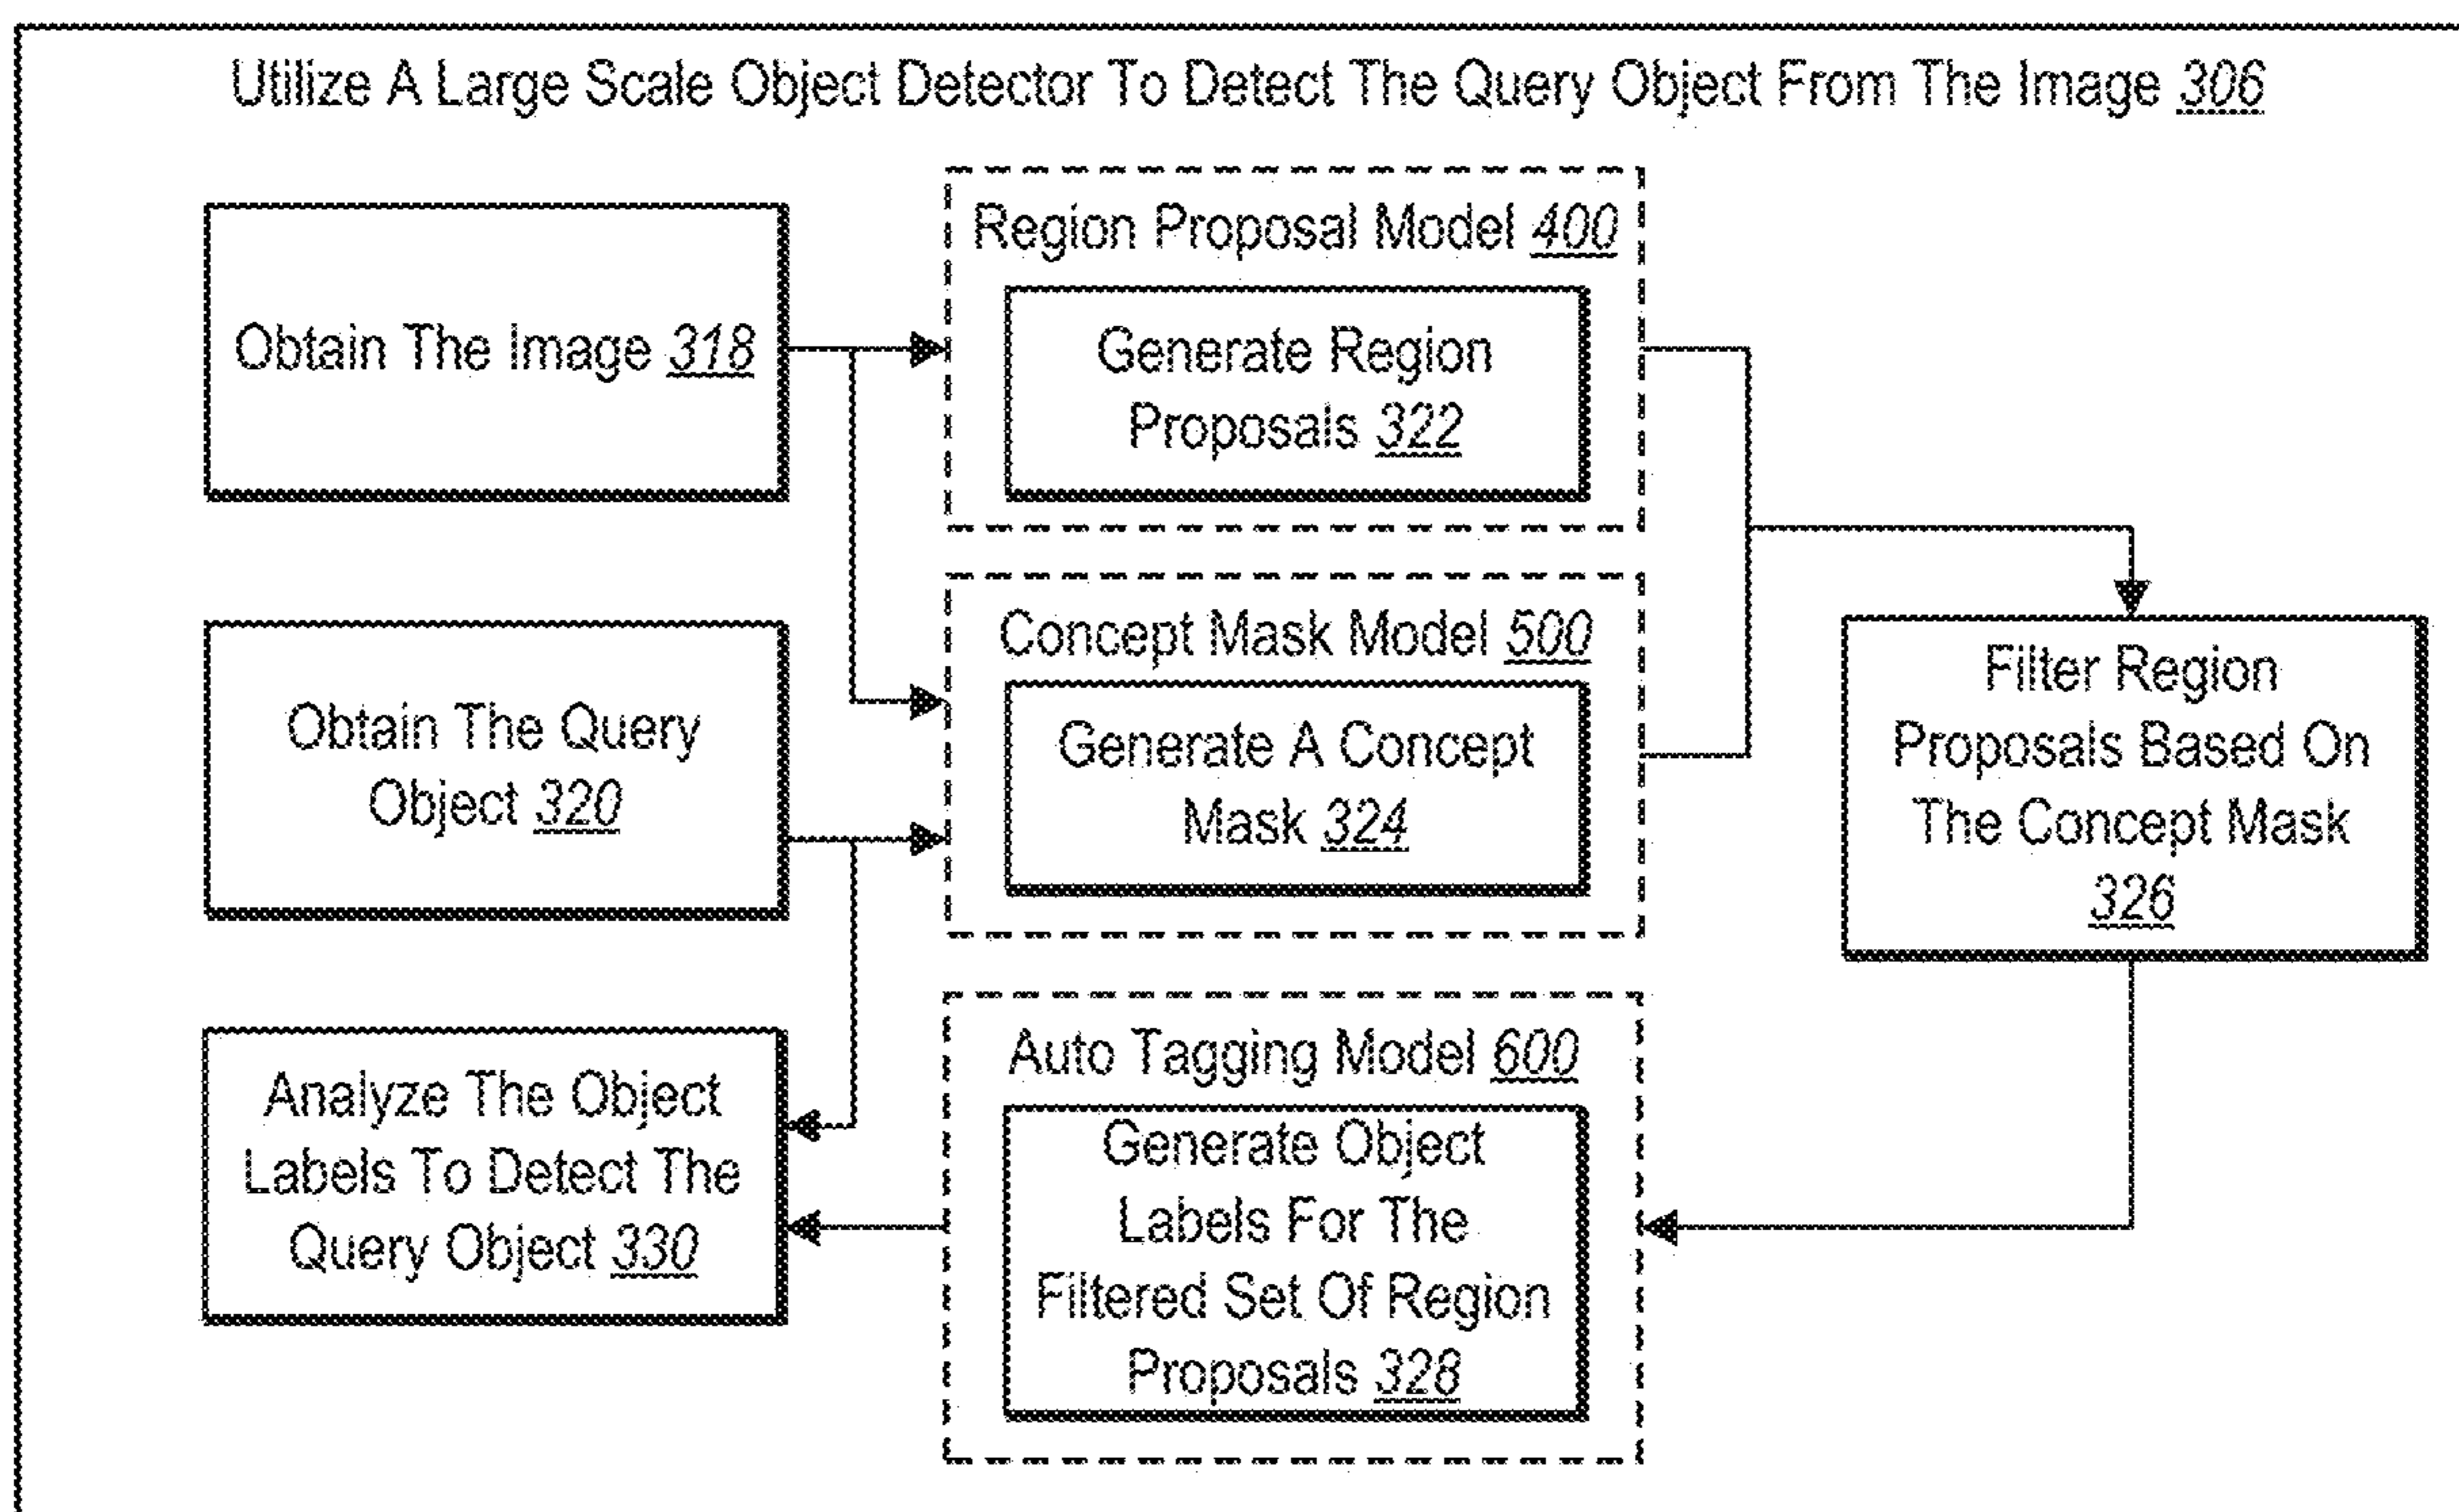 Utilize A Large Scale Object Detector To Detect The Query Object From The Image 306
Obtain The Image 318
Region Proposal Model 400
Generate Region
Proposals 322
Obtain The Query
Object 320
Concept Mask Model 500
Generate A Concept
Mask 324
Filter Region
Proposals Based On
The Concept Mask
326
Analyze The Object
Labels To Detect The
Query Object 330
Auto Tagging Model 600
Generate Object
Labels For The
Filtered Set Of Region
Proposals 328